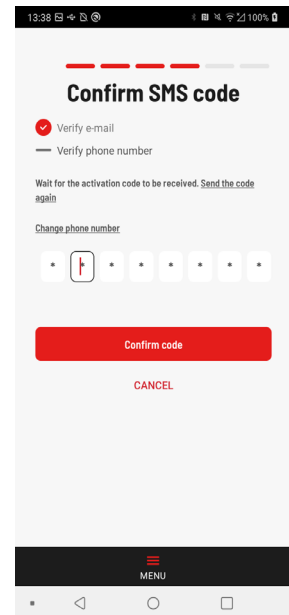 13:38 100%
Confirm SMS code
Verify e-mail
Verify phone number
Wait for the activation code to be received. Send the code
again
Change phone number
* * * * * * * *
Confirm code
CANCEL
MENU